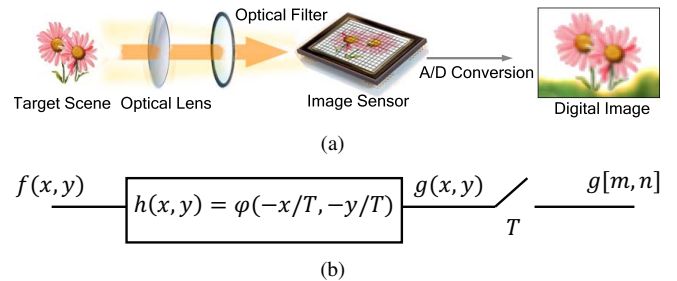 Optical Filter
A/D Conversion
Target Scene Optical Lens Image Sensor Digital Image
(a)
f(x, y) h(x, y) = φ(−x/T, −y/T) g(x, y) g[m, n]
T
(b)